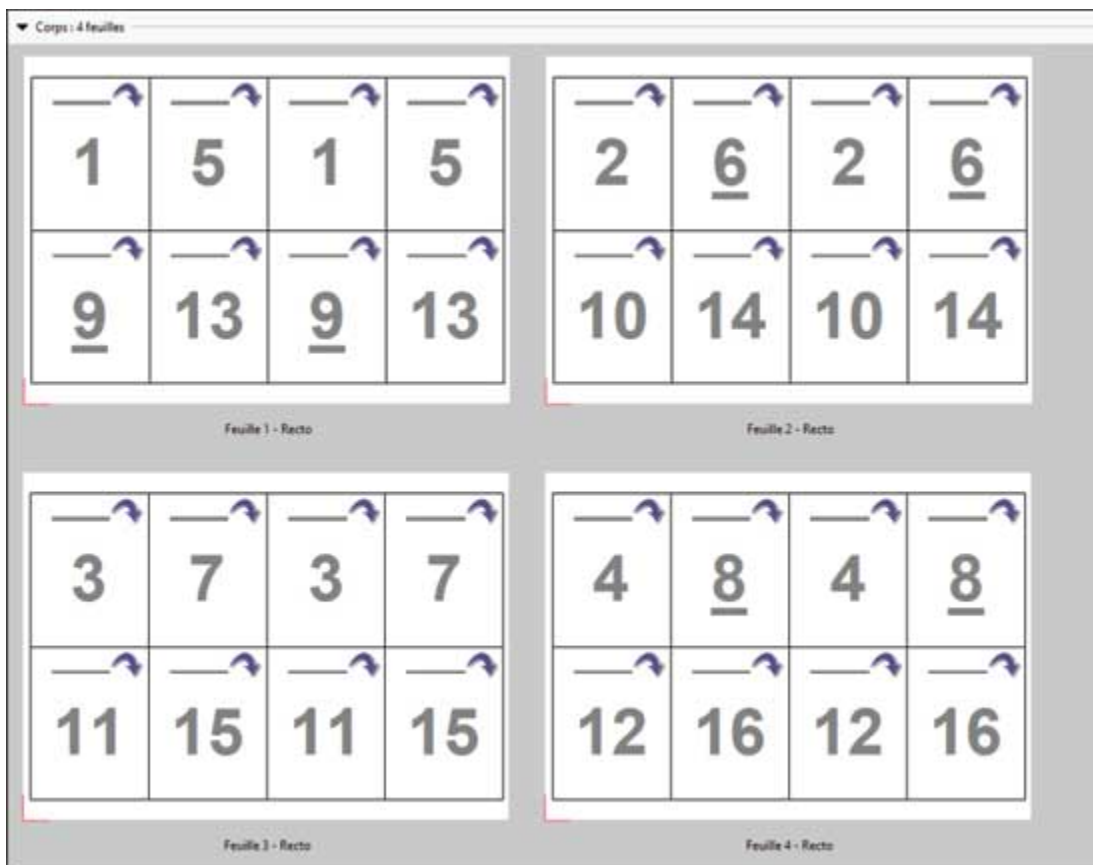 Corps : 4 feuilles
1 5 1 5
9 13 9 13
Feuille 1 - Recto
2 6 2 6
10 14 10 14
Feuille 2 - Recto
3 7 3 7
11 15 11 15
Feuille 3 - Recto
4 8 4 8
12 16 12 16
Feuille 4 - Recto